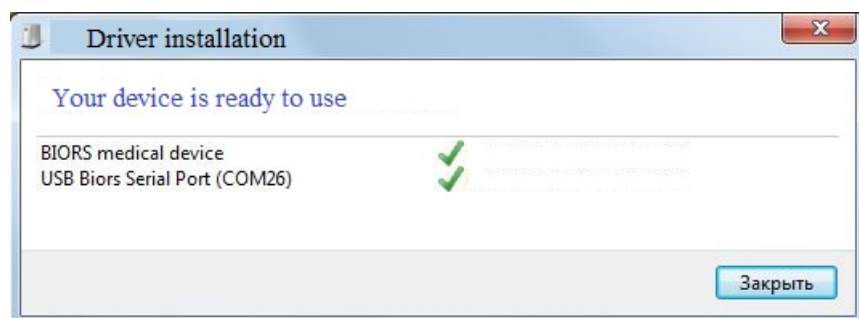 Driver installation
Your device is ready to use
BIORS medical device
USB Biors Serial Port (COM26)
Закрыть